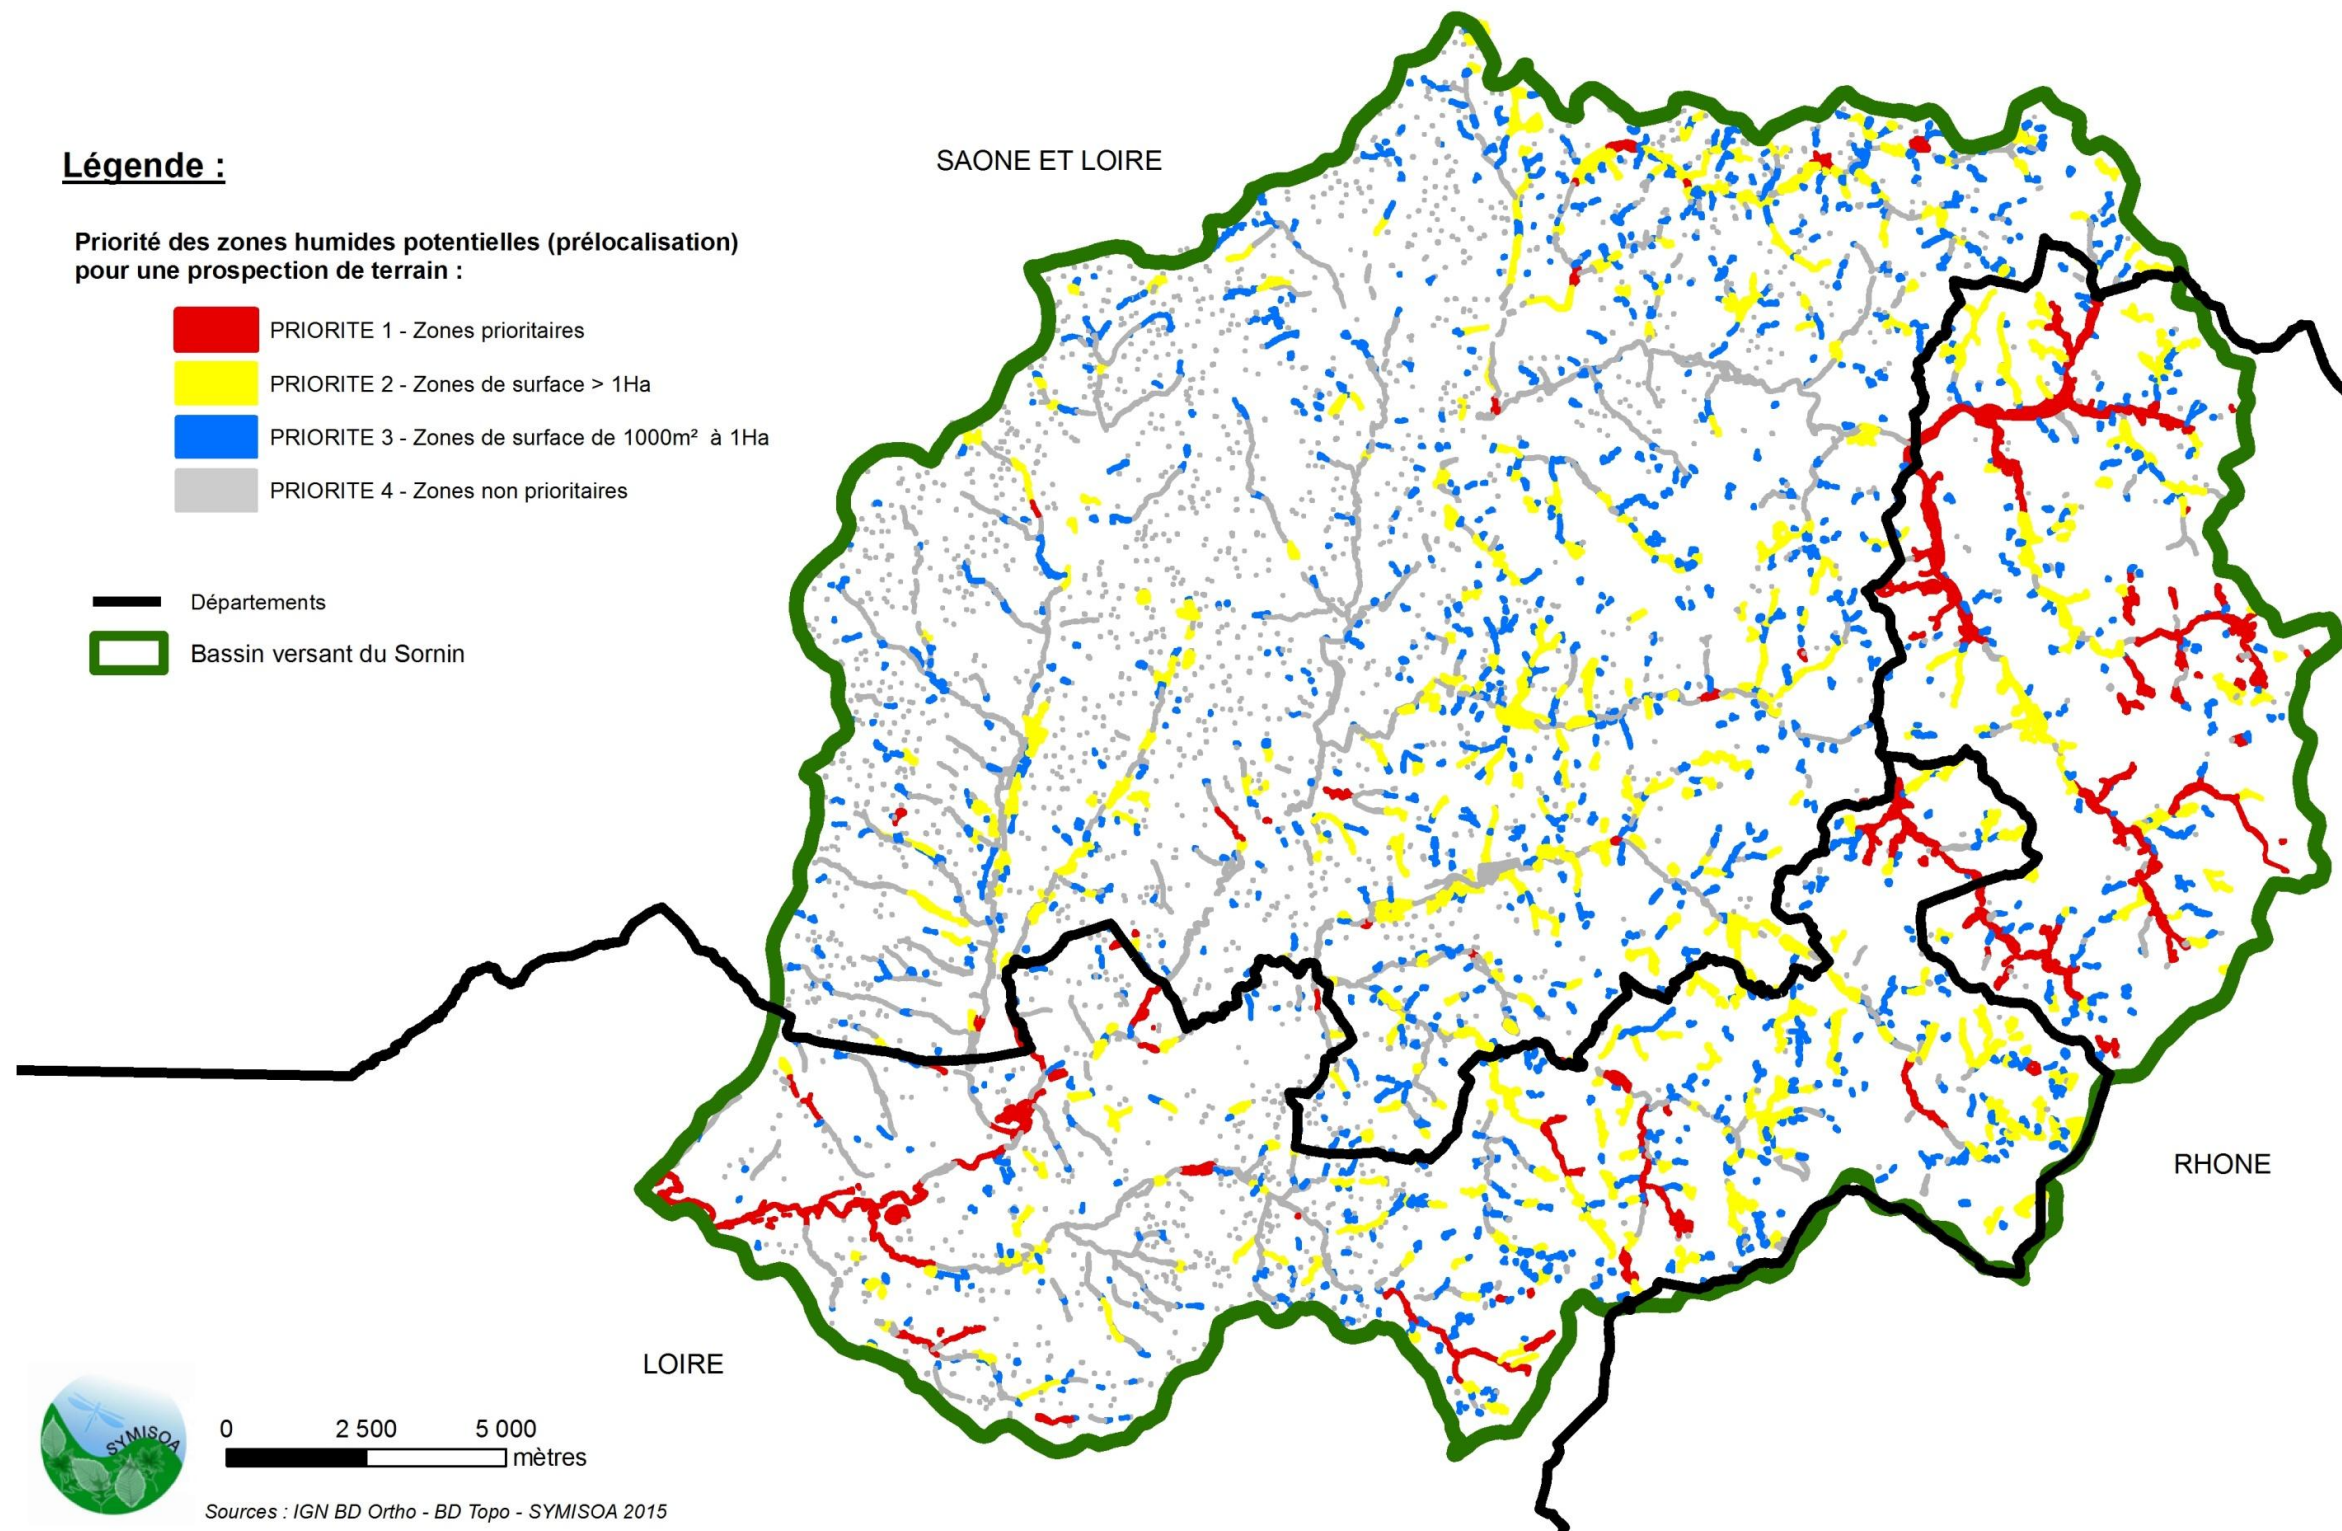 SAONE ET LOIRE
Légende :
Priorité des zones humides potentielles (prélocalisation)
pour une prospection de terrain :
PRIORITE 1 - Zones prioritaires
PRIORITE 2 - Zones de surface > 1Ha
PRIORITE 3 - Zones de surface de 1000m² à 1Ha
PRIORITE 4 - Zones non prioritaires
Départements
Bassin versant du Sornin
RHONE
LOIRE
SYMISOA
0 2 500 5 000
mètres
Sources : IGN BD Ortho - BD Topo - SYMISOA 2015